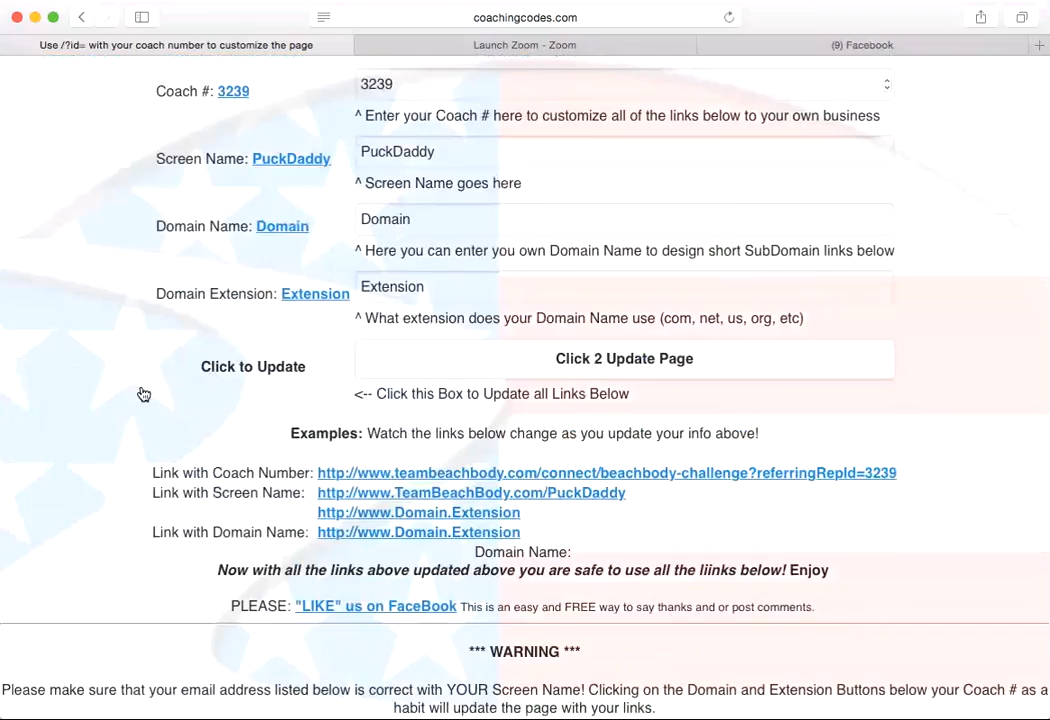 coachingcodes.com
Use /?id= with your coach number to customize the page
Launch Zoom - Zoom
(9) Facebook
Coach #: 3239
3239
^ Enter your Coach # here to customize all of the links below to your own business
Screen Name: PuckDaddy
PuckDaddy
^ Screen Name goes here
Domain Name: Domain
Domain
^ Here you can enter you own Domain Name to design short SubDomain links below
Domain Extension: Extension
Extension
^ What extension does your Domain Name use (com, net, us, org, etc)
Click to Update
Click 2 Update Page
<-- Click this Box to Update all Links Below
Examples: Watch the links below change as you update your info above!
Link with Coach Number: http://www.teambeachbody.com/connect/beachbody-challenge?referringRepId=3239
Link with Screen Name: http://www.TeamBeachBody.com/PuckDaddy
http://www.Domain.Extension
Link with Domain Name: http://www.Domain.Extension
Domain Name:
Now with all the links above updated above you are safe to use all the liinks below! Enjoy
PLEASE: "LIKE" us on FaceBook This is an easy and FREE way to say thanks and or post comments.
*** WARNING ***
Please make sure that your email address listed below is correct with YOUR Screen Name! Clicking on the Domain and Extension Buttons below your Coach # as a
habit will update the page with your links.